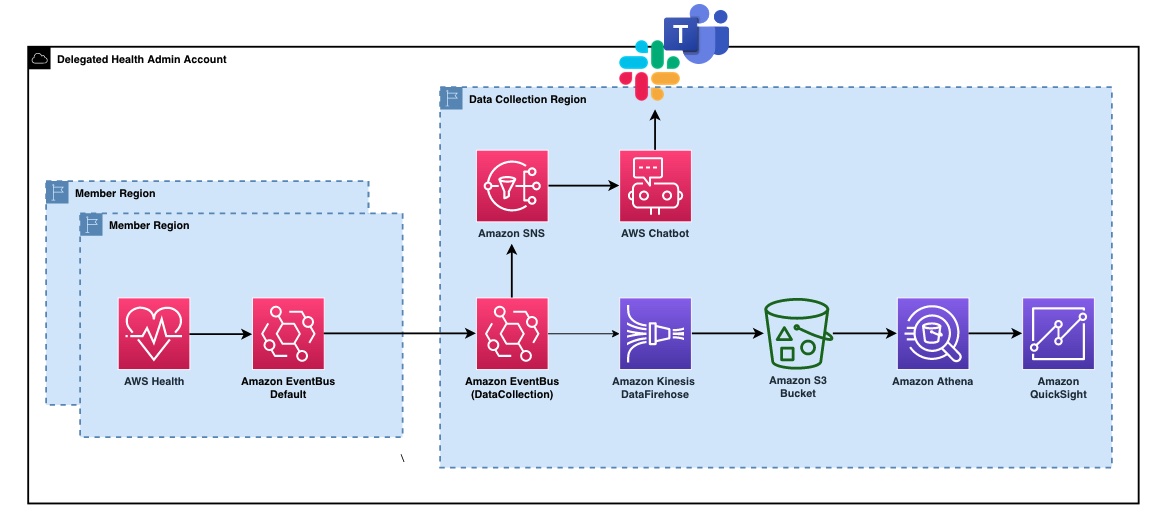 T
Delegated Health Admin Account
Data Collection Region
Member Region
Member Region
Amazon SNS
AWS Chatbot
AWS Health
Amazon EventBus
Default
Amazon EventBus
(DataCollection)
Amazon Kinesis
DataFirehose
Amazon S3
Bucket
Amazon Athena
Amazon
QuickSight
\